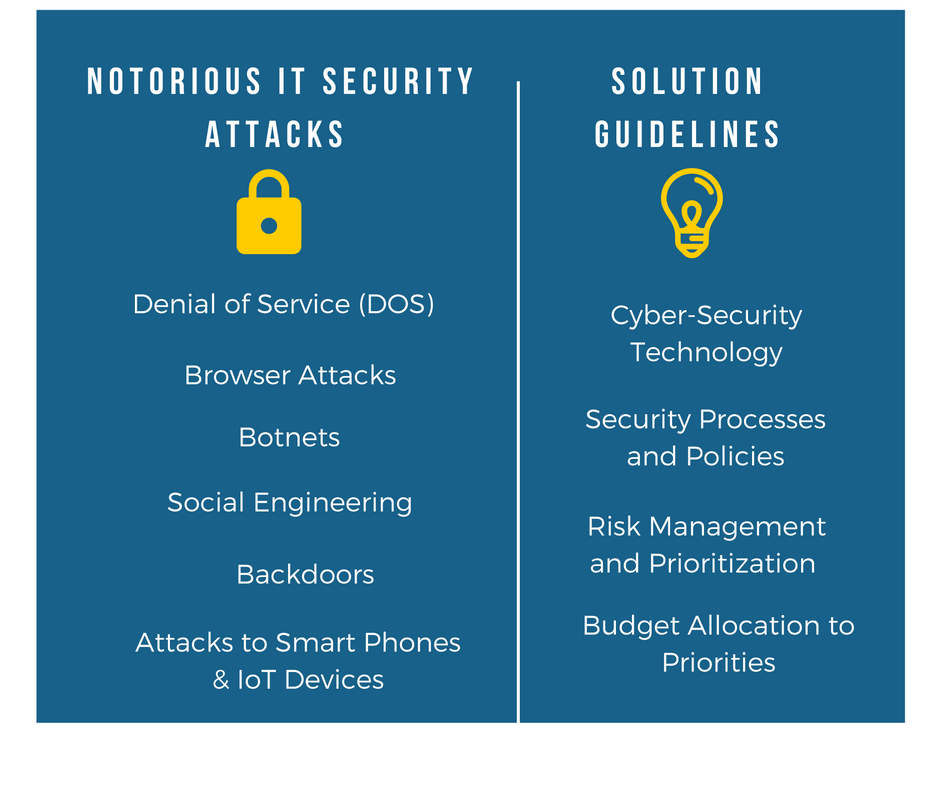 NOTORIOUS IT SECURITY
ATTACKS
Denial of Service (DOS)
Browser Attacks
Botnets
Social Engineering
Backdoors
Attacks to Smart Phones
& IoT Devices
SOLUTION
GUIDELINES
Cyber-Security
Technology
Security Processes
and Policies
Risk Management
and Prioritization
Budget Allocation to
Priorities